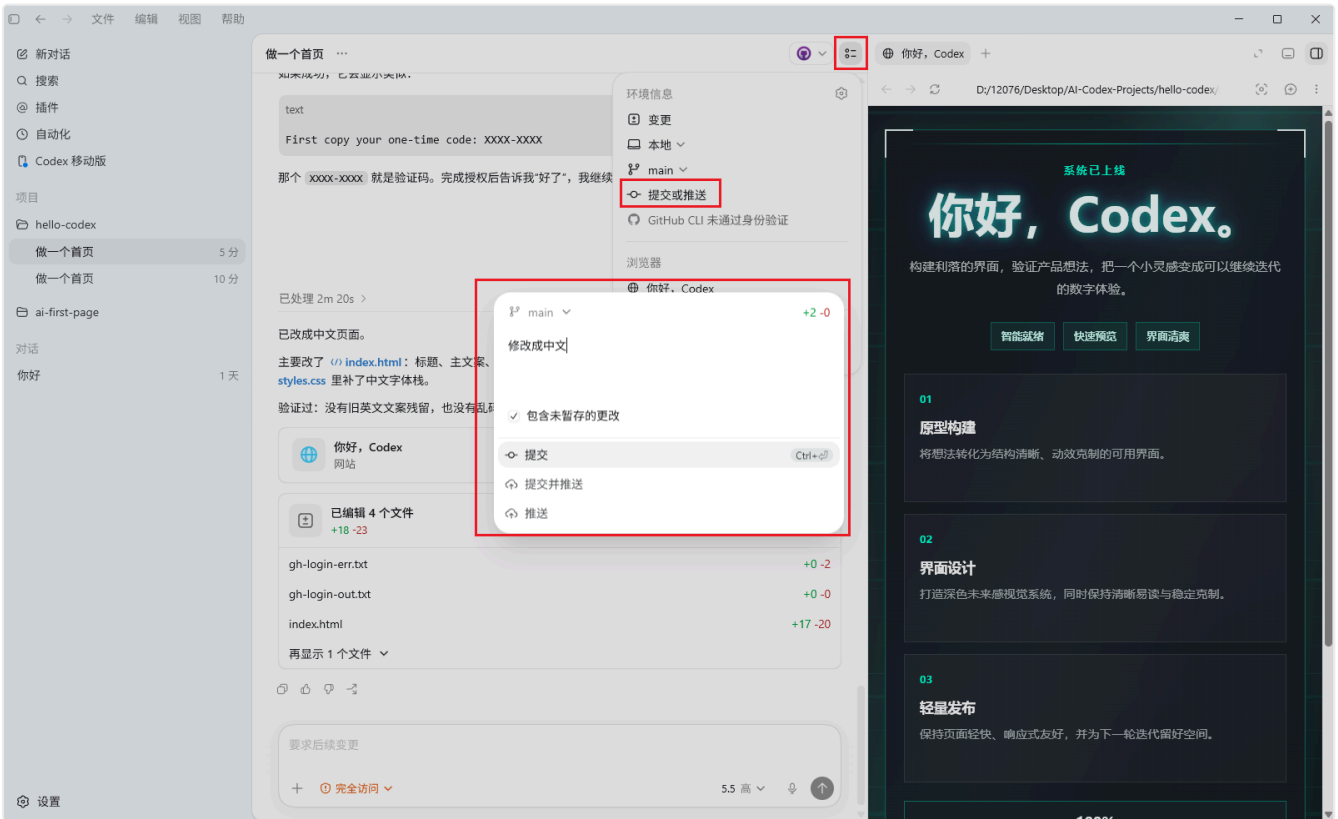 文件 编辑 视图 帮助
新对话
搜索
插件
自动化
Codex 移动版
项目
hello-codex
做一个首页 5 分
做一个首页 10 分
ai-first-page
对话
你好 1 天
设置
做一个首页 ···
如果成功，它会显示类似：
text
First copy your one-time code: XXXX-XXXX
那个 XXXX-XXXX 就是验证码。完成授权后告诉我“好了”，我继续
已处理 2m 20s
已改成中文页面。
主要改了 index.html：标题、主文案、
styles.css 里补了中文字体栈。
验证过：没有旧英文文案残留，也没有乱码
你好，Codex
网站
已编辑 4 个文件
+18 -23
gh-login-err.txt +0 -2
gh-login-out.txt +0 -0
index.html +17 -20
再显示 1 个文件
要求后续变更
完全访问
5.5 高
环境信息
变更
本地
main
提交或推送
GitHub CLI 未通过身份验证
浏览器
你好，Codex
main +2 -0
修改成中文
包含未暂存的更改
提交 Ctrl+⏎
提交并推送
推送
你好，Codex
D:/12076/Desktop/AI-Codex-Projects/hello-codex/
系统已上线
你好，Codex。
构建利落的界面，验证产品想法，把一个小灵感变成可以继续迭代
的数字体验。
智能就绪 快速预览 界面清爽
01
原型构建
将想法转化为结构清晰、动效克制的可用界面。
02
界面设计
打造深色未来感视觉系统，同时保持清晰易读与稳定克制。
03
轻量发布
保持页面轻快、响应式友好，并为下一轮迭代留好空间。
100%